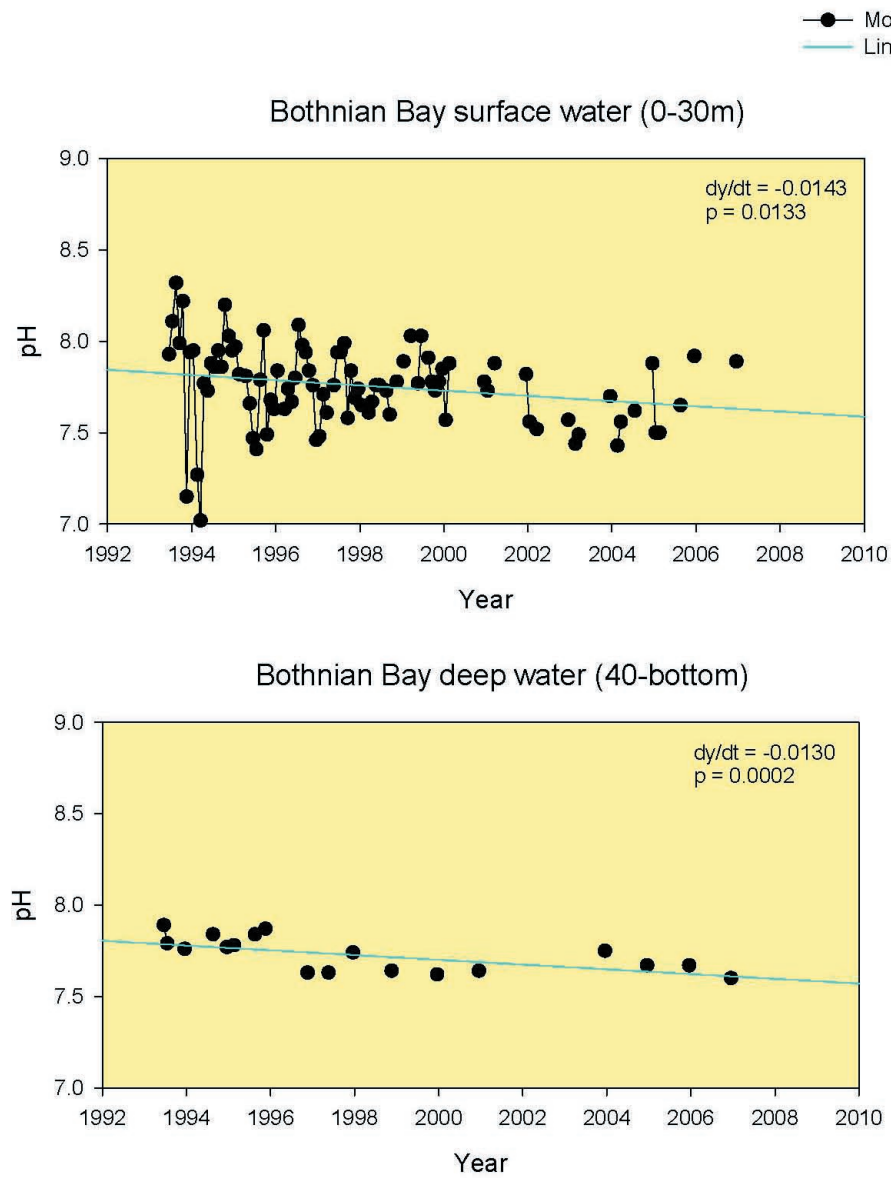 Mo
Lin
Bothnian Bay surface water (0-30m)
9.0
8.5
8.0
7.5
7.0
pH
dy/dt = -0.0143
p = 0.0133
1992 1994 1996 1998 2000 2002 2004 2006 2008 2010
Year
Bothnian Bay deep water (40-bottom)
9.0
8.5
8.0
7.5
7.0
pH
dy/dt = -0.0130
p = 0.0002
1992 1994 1996 1998 2000 2002 2004 2006 2008 2010
Year